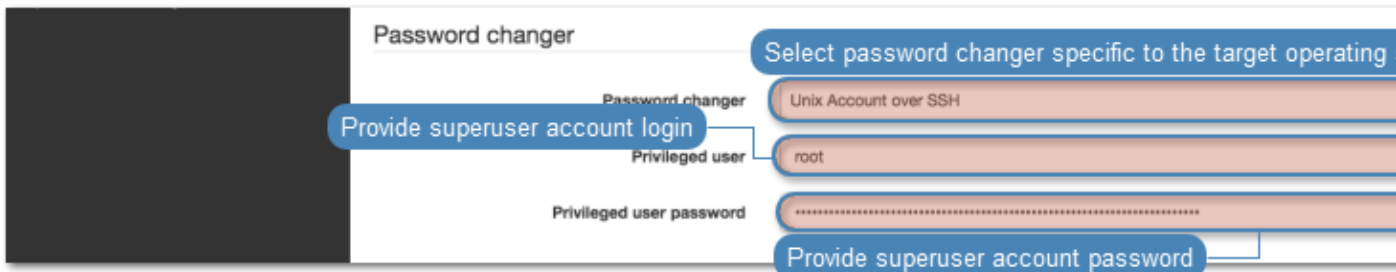 Password changer
Select password changer specific to the target operating
Password changer
Unix Account over SSH
Provide superuser account login
Privileged user
root
Privileged user password
Provide superuser account password